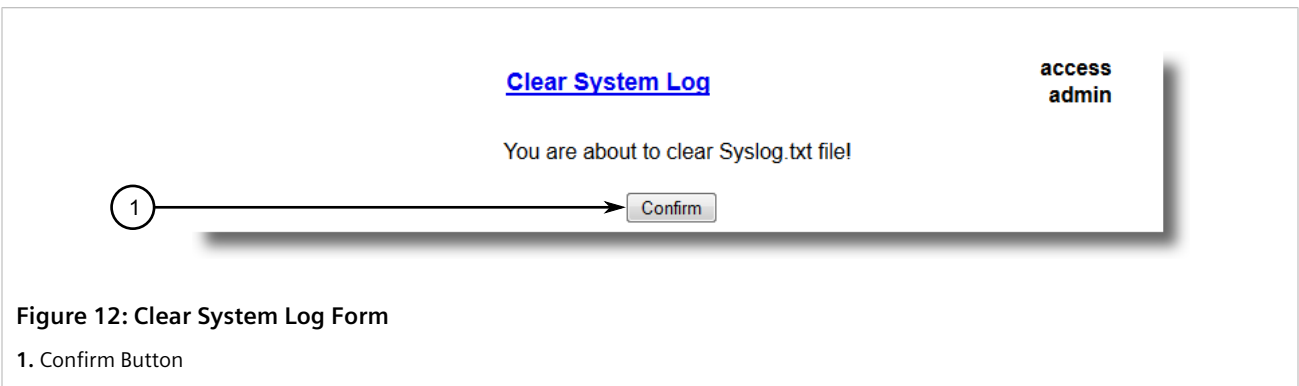 Clear System Log
access
admin
You are about to clear Syslog.txt file!
1
Confirm
Figure 12: Clear System Log Form
1. Confirm Button